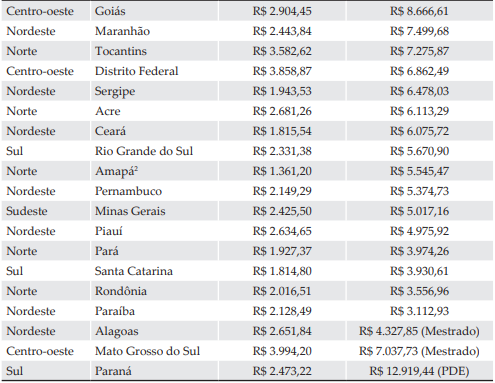 Centro-oeste Goiás R$ 2.904,45 R$ 8.666,61
Nordeste Maranhão R$ 2.443,84 R$ 7.499,68
Norte Tocantins R$ 3.582,62 R$ 7.275,87
Centro-oeste Distrito Federal R$ 3.858,87 R$ 6.862,49
Nordeste Sergipe R$ 1.943,53 R$ 6.478,03
Norte Acre R$ 2.681,26 R$ 6.113,29
Nordeste Ceará R$ 1.815,54 R$ 6.075,72
Sul Rio Grande do Sul R$ 2.331,38 R$ 5.670,90
Norte Amapá² R$ 1.361,20 R$ 5.545,47
Nordeste Pernambuco R$ 2.149,29 R$ 5.374,73
Sudeste Minas Gerais R$ 2.425,50 R$ 5.017,16
Nordeste Piauí R$ 2.634,65 R$ 4.975,92
Norte Pará R$ 1.927,37 R$ 3.974,26
Sul Santa Catarina R$ 1.814,80 R$ 3.930,61
Norte Rondônia R$ 2.016,51 R$ 3.556,96
Nordeste Paraíba R$ 2.128,49 R$ 3.112,93
Nordeste Alagoas R$ 2.651,84 R$ 4.327,85 (Mestrado)
Centro-oeste Mato Grosso do Sul R$ 3.994,20 R$ 7.037,73 (Mestrado)
Sul Paraná R$ 2.473,22 R$ 12.919,44 (PDE)